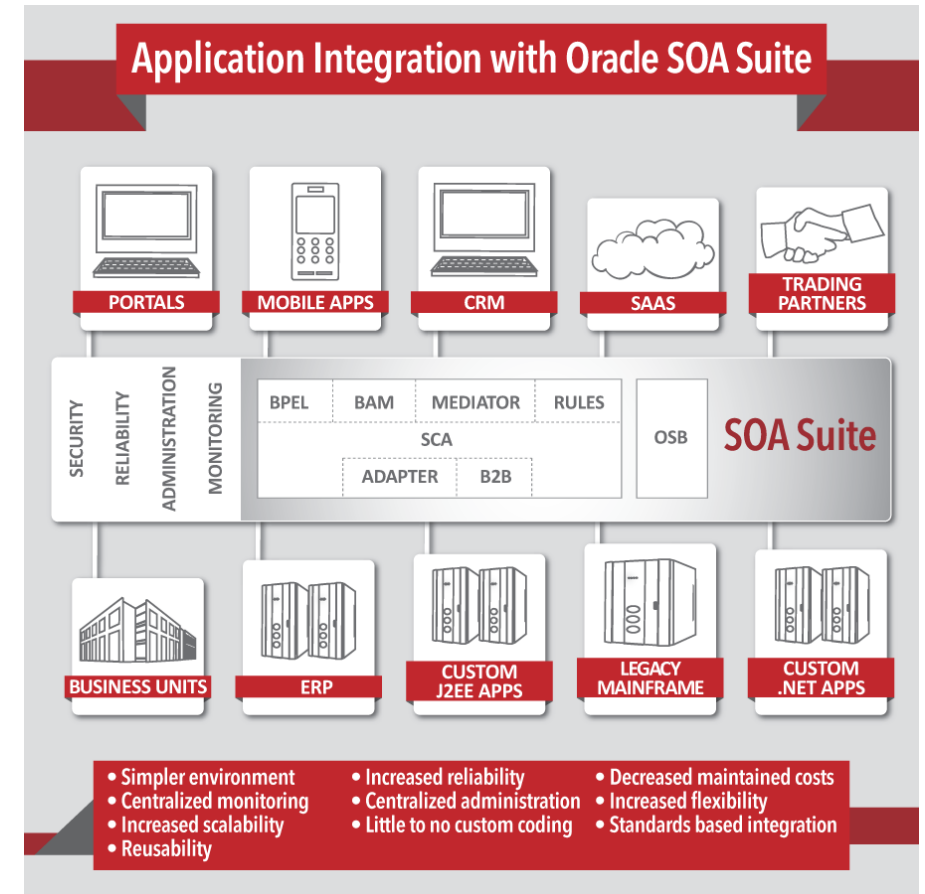 Application Integration with Oracle SOA Suite
PORTALS
MOBILE APPS
CRM
SAAS
TRADING
PARTNERS
SECURITY
RELIABILITY
ADMINISTRATION
MONITORING
BPEL
BAM
MEDIATOR
RULES
SCA
ADAPTER
B2B
OSB
SOA Suite
BUSINESS UNITS
ERP
CUSTOM
J2EE APPS
LEGACY
MAINFRAME
CUSTOM
.NET APPS
• Simpler environment
• Centralized monitoring
• Increased scalability
• Reusability
• Increased reliability
• Centralized administration
• Little to no custom coding
• Decreased maintained costs
• Increased flexibility
• Standards based integration